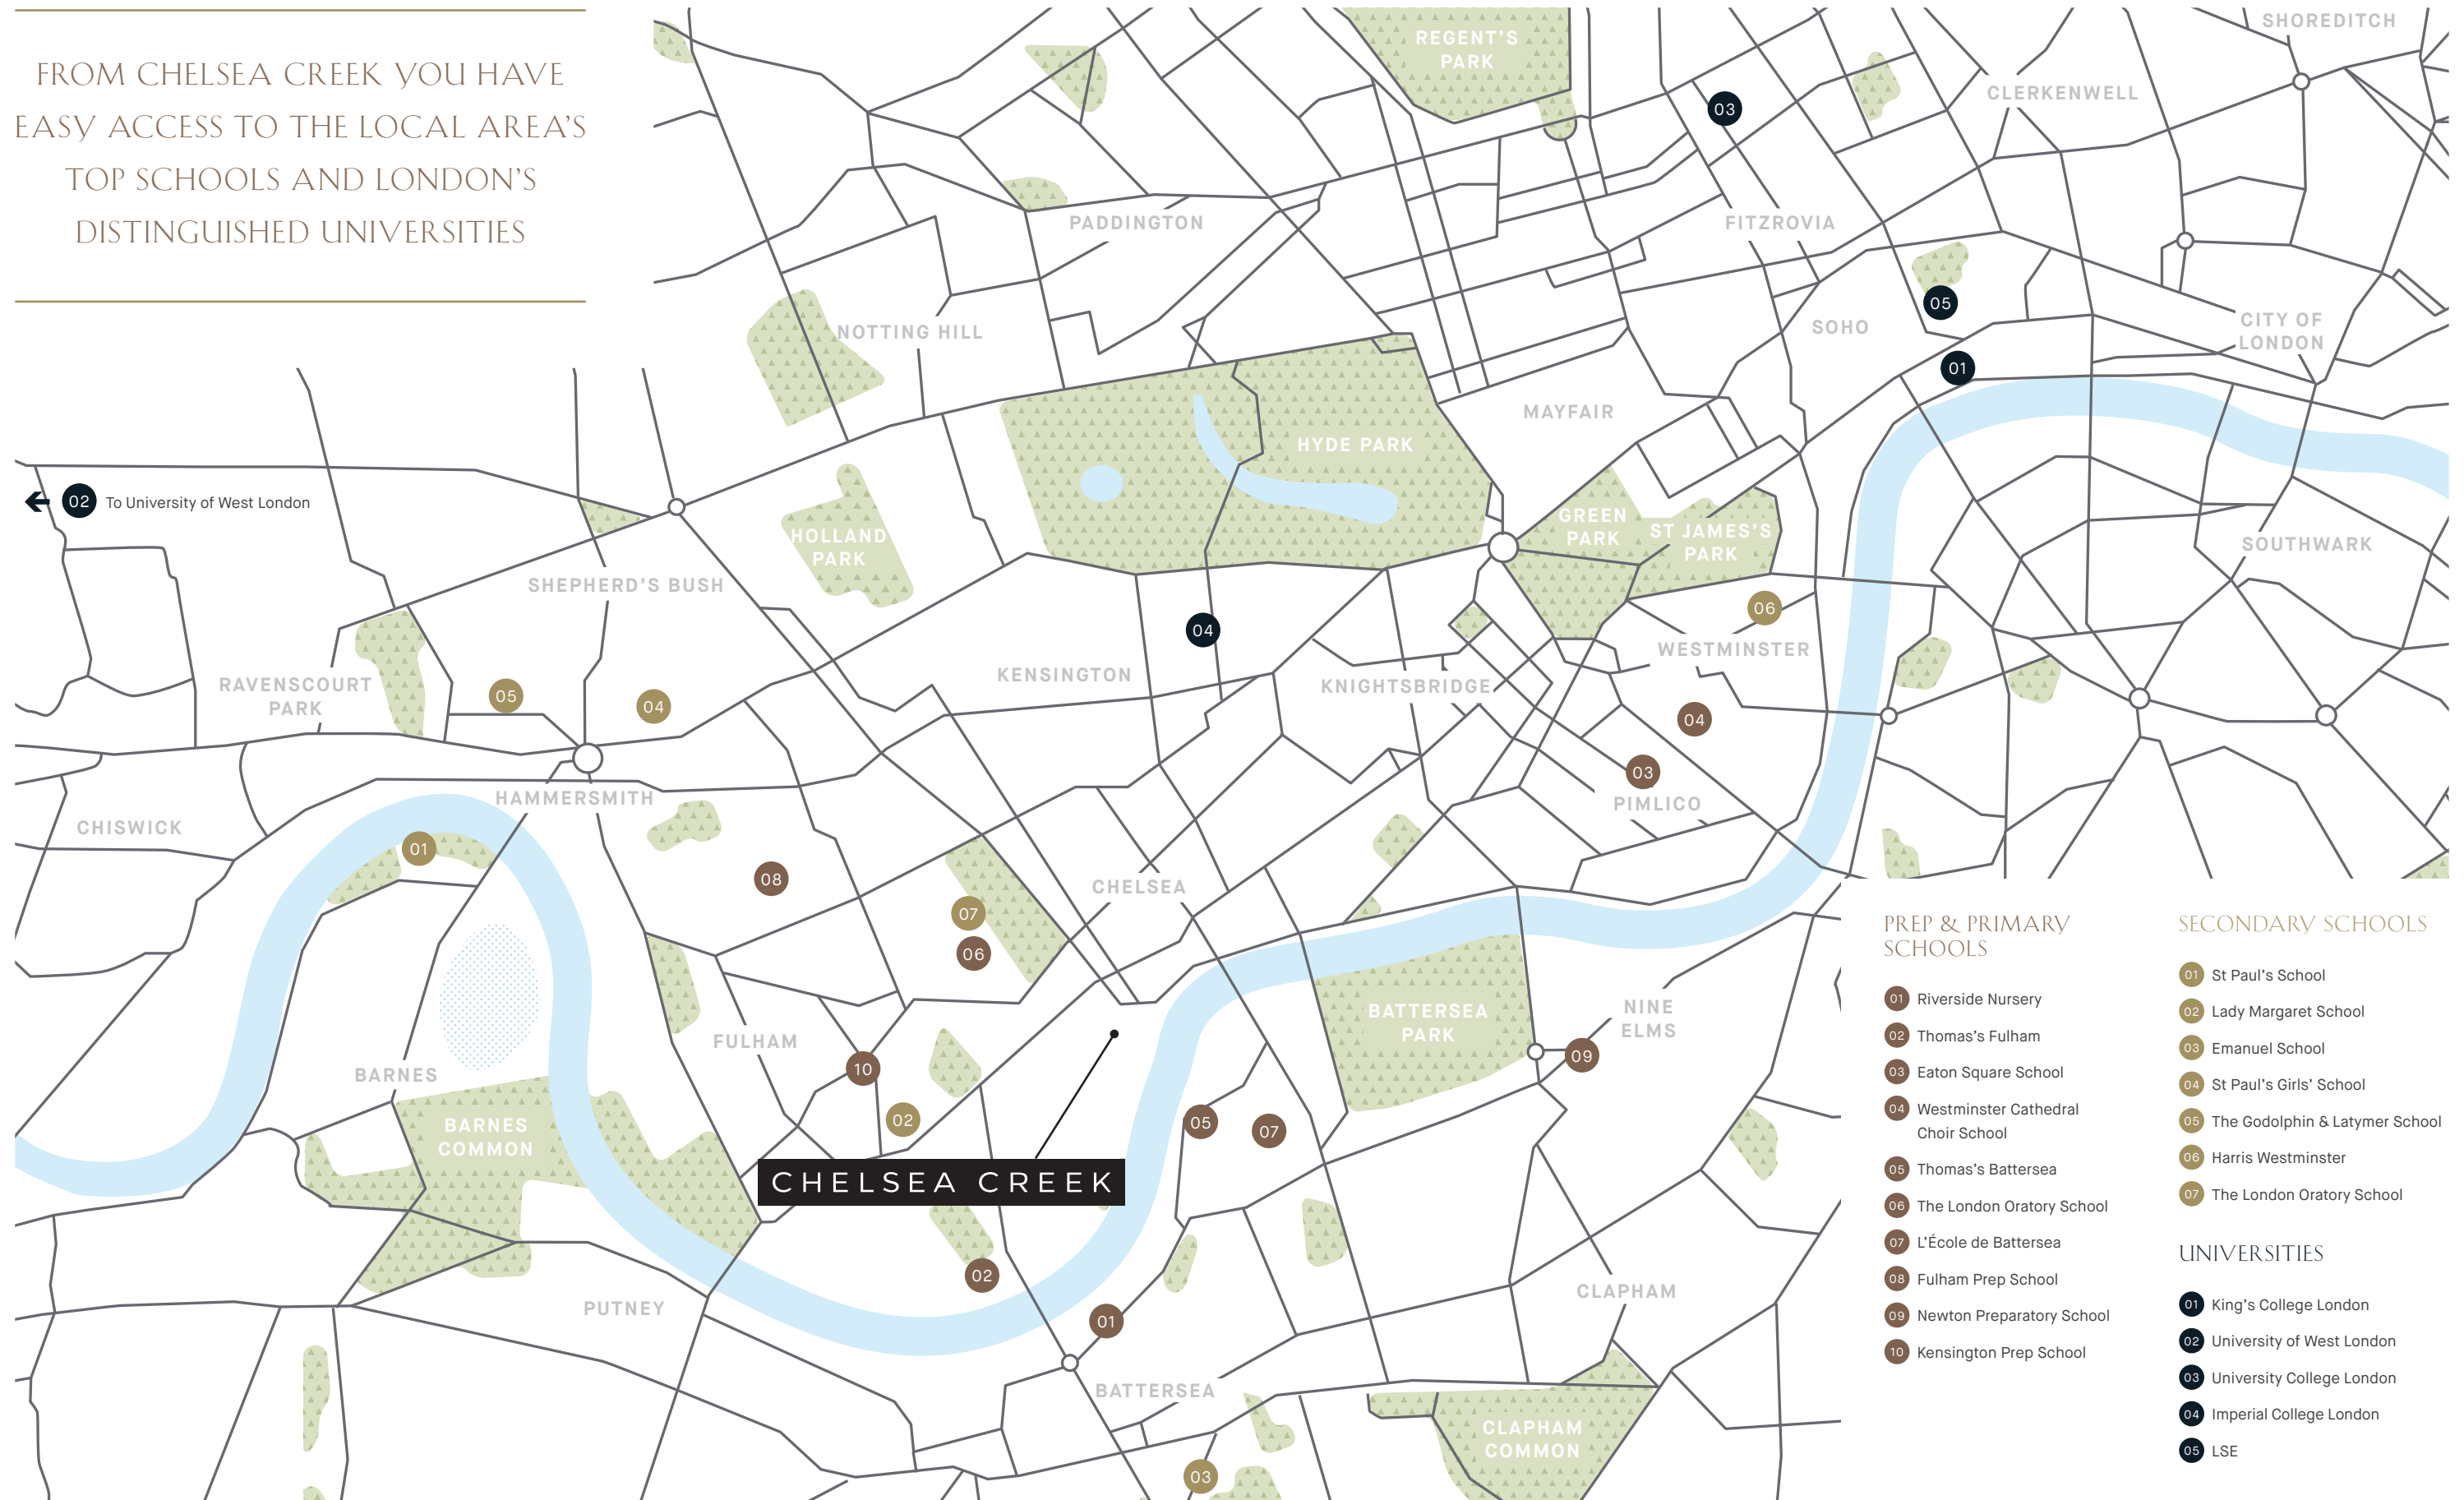 FROM CHELSEA CREEK YOU HAVE
EASY ACCESS TO THE LOCAL AREA'S
TOP SCHOOLS AND LONDON'S
DISTINGUISHED UNIVERSITIES
REGENT'S
PARK
SHOREDITCH
CLERKENWELL
03
PADDINGTON
FITZROVIA
05
NOTTING HILL
SOHO
CITY OF
LONDON
01
MAYFAIR
HYDE PARK
02 To University of West London
HOLLAND
PARK
GREEN
PARK
ST JAMES'S
PARK
SOUTHWARK
SHEPHERD'S BUSH
06
04
WESTMINSTER
KENSINGTON
KNIGHTSBRIDGE
RAVENSCOURT
PARK
05
04
04
03
HAMMERSMITH
PIMLICO
CHISWICK
01
08
CHELSEA
07
06
BATTERSEA
PARK
NINE
ELMS
FULHAM
09
10
BARNES
02
05
07
BARNES
COMMON
CHELSEA CREEK
02
CLAPHAM
PUTNEY
01
BATTERSEA
CLAPHAM
COMMON
03
PREP & PRIMARY
SCHOOLS
01 Riverside Nursery
02 Thomas's Fulham
03 Eaton Square School
04 Westminster Cathedral
Choir School
05 Thomas's Battersea
06 The London Oratory School
07 L'École de Battersea
08 Fulham Prep School
09 Newton Preparatory School
10 Kensington Prep School
SECONDARY SCHOOLS
01 St Paul's School
02 Lady Margaret School
03 Emanuel School
04 St Paul's Girls' School
05 The Godolphin & Latymer School
06 Harris Westminster
07 The London Oratory School
UNIVERSITIES
01 King's College London
02 University of West London
03 University College London
04 Imperial College London
05 LSE